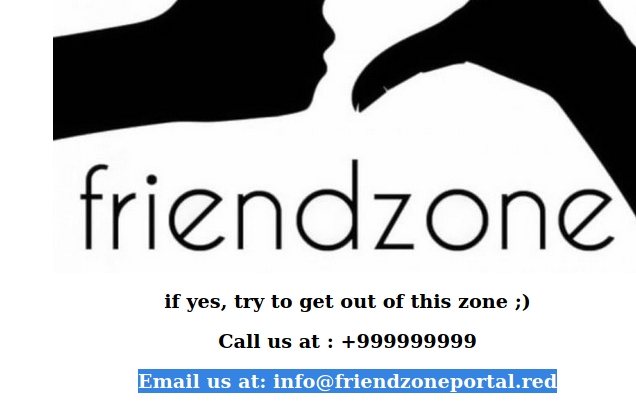 friendzone
if yes, try to get out of this zone ;)
Call us at : +999999999
Email us at: info@friendzoneportal.red